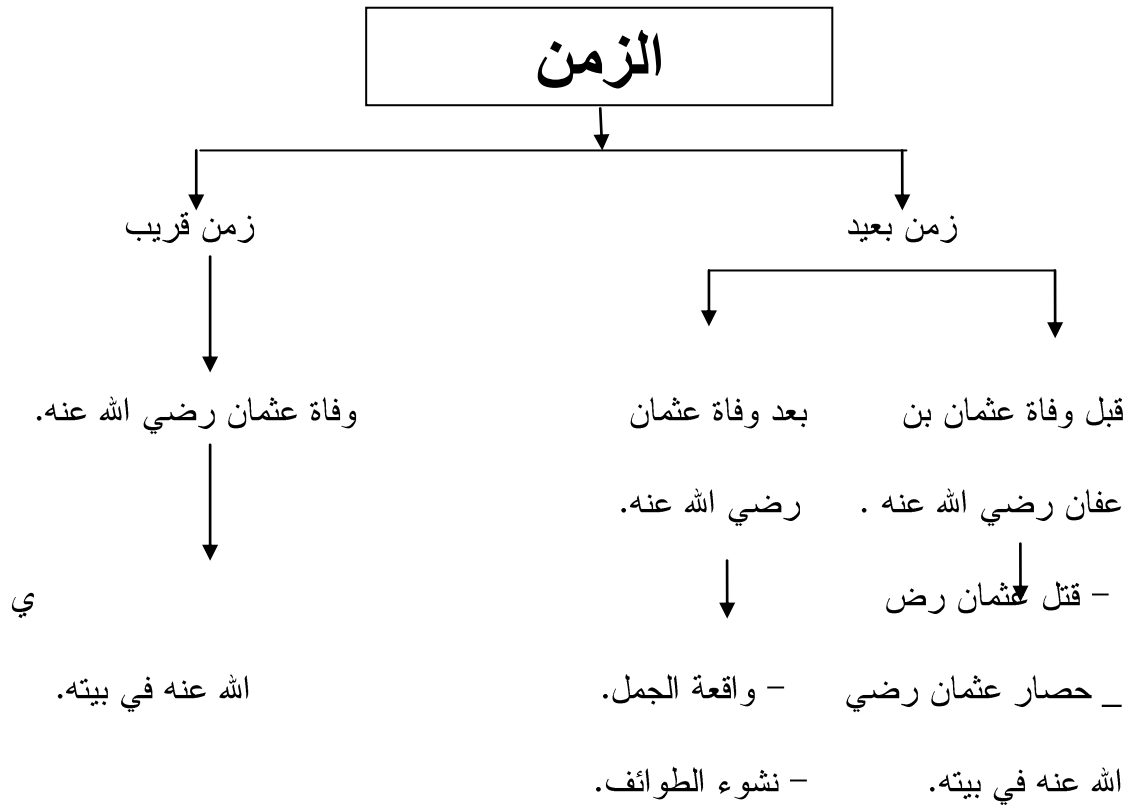 الزمن
زمن بعيد زمن قريب
قبل وفاة عثمان بن بعد وفاة عثمان وفاة عثمان رضي الله عنه.
عفان رضي الله عنه . رضي الله عنه.
– قتل عثمان رض ي
_ حصار عثمان رضي – واقعة الجمل. الله عنه في بيته.
الله عنه في بيته. – نشوء الطوائف.